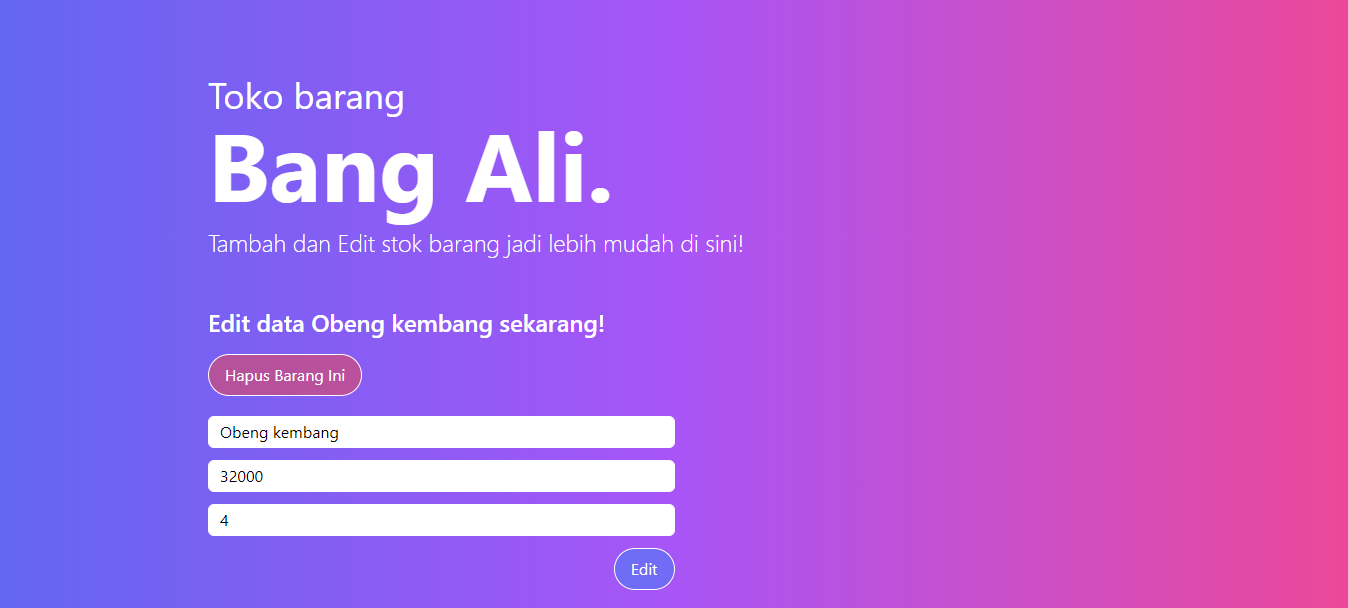 Toko barang
Bang Ali.
Tambah dan Edit stok barang jadi lebih mudah di sini!
Edit data Obeng kembang sekarang!
Hapus Barang Ini
Obeng kembang
32000
4
Edit